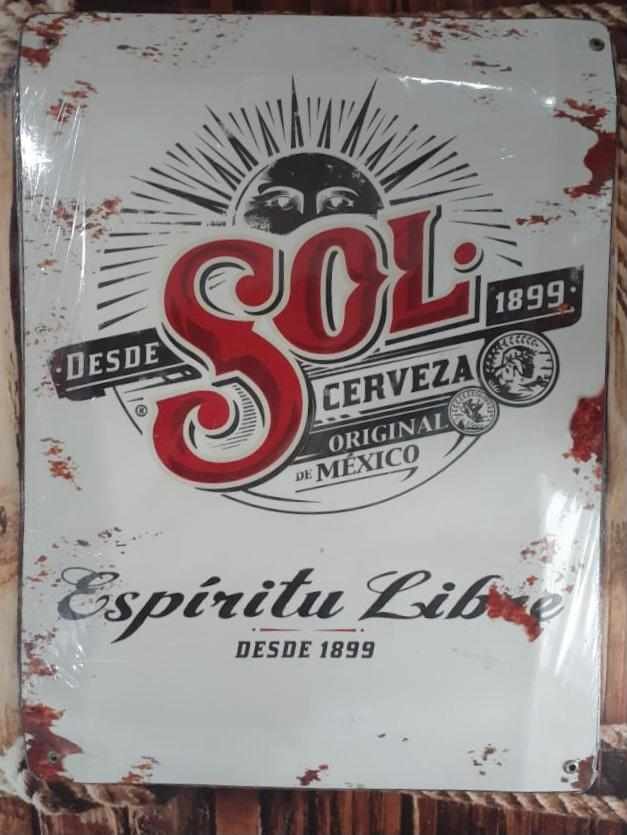 SOL.
DESDE 1899.
CERVEZA
ORIGINAL
DE MÉXICO
®
Espíritu Libre
DESDE 1899